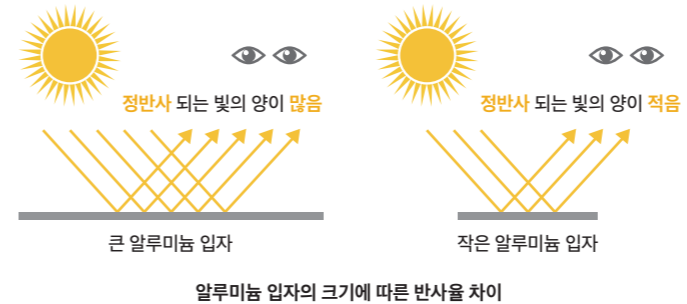 정반사 되는 빛의 양이 많음
정반사 되는 빛의 양이 적음
큰 알루미늄 입자
작은 알루미늄 입자
알루미늄 입자의 크기에 따른 반사율 차이